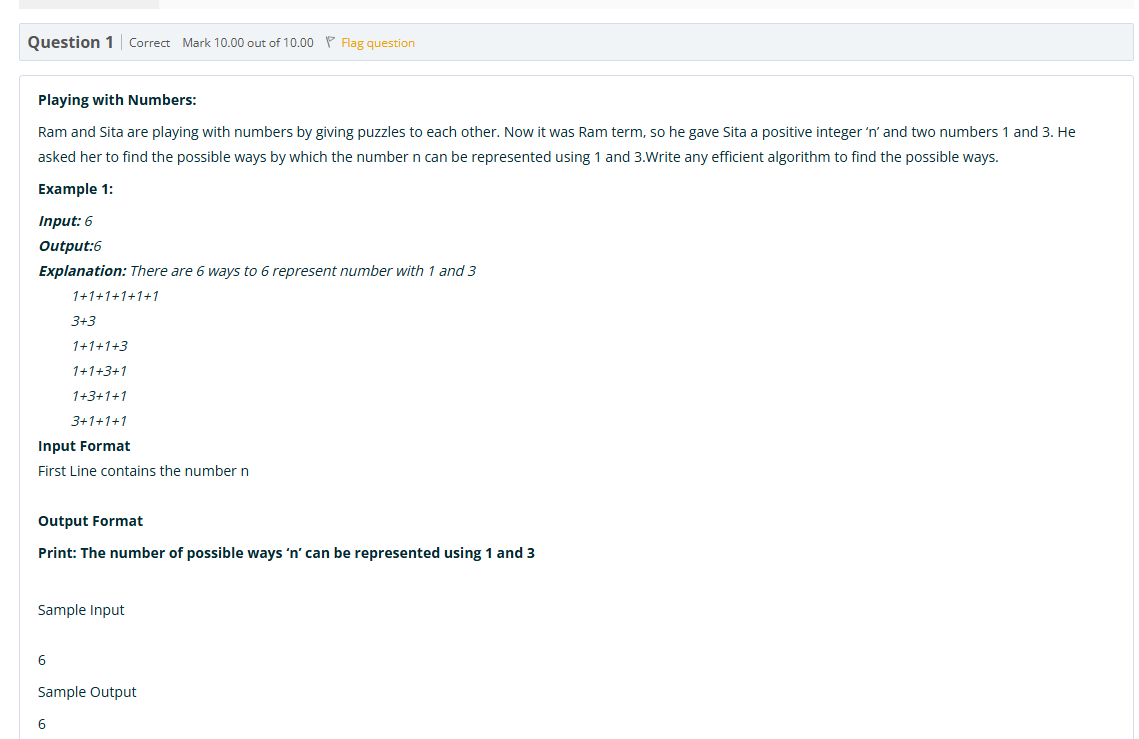 Question 1 Correct Mark 10.00 out of 10.00 Flag question
Playing with Numbers:
Ram and Sita are playing with numbers by giving puzzles to each other. Now it was Ram term, so he gave Sita a positive integer ‘n’ and two numbers 1 and 3. He
asked her to find the possible ways by which the number n can be represented using 1 and 3.Write any efficient algorithm to find the possible ways.
Example 1:
Input: 6
Output:6
Explanation: There are 6 ways to 6 represent number with 1 and 3
1+1+1+1+1+1
3+3
1+1+1+3
1+1+3+1
1+3+1+1
3+1+1+1
Input Format
First Line contains the number n
Output Format
Print: The number of possible ways ‘n’ can be represented using 1 and 3
Sample Input
6
Sample Output
6